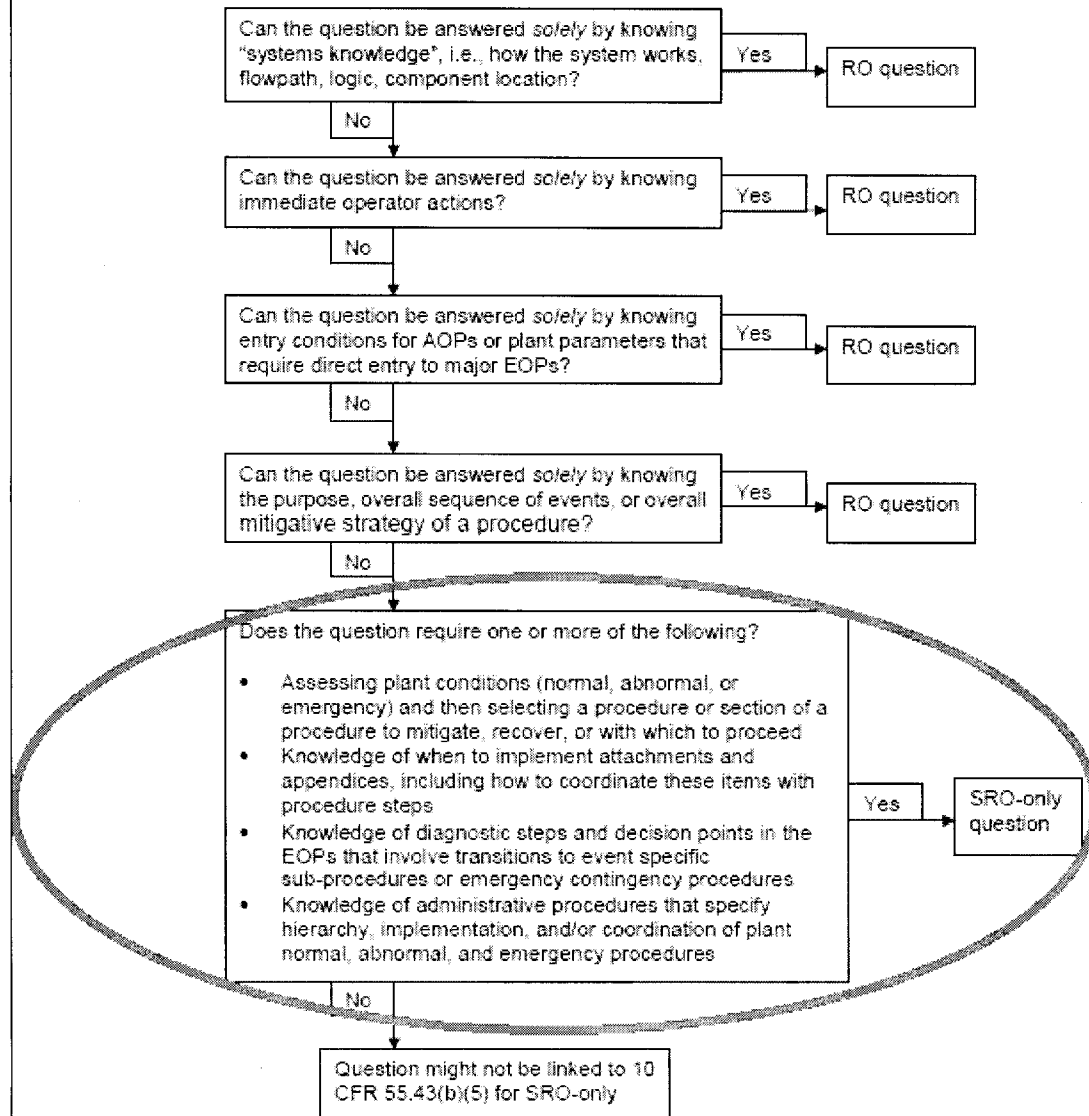 Can the question be answered solely by knowing
"systems knowledge", i.e., how the system works,
flowpath, logic, component location?
Yes
RO question
No
Can the question be answered solely by knowing
immediate operator actions?
Yes
RO question
No
Can the question be answered solely by knowing
entry conditions for AOPs or plant parameters that
require direct entry to major EOPs?
Yes
RO question
No
Can the question be answered solely by knowing
the purpose, overall sequence of events, or overall
mitigative strategy of a procedure?
Yes
RO question
No
Does the question require one or more of the following?
• Assessing plant conditions (normal, abnormal, or
emergency) and then selecting a procedure or section of a
procedure to mitigate, recover, or with which to proceed
• Knowledge of when to implement attachments and
appendices, including how to coordinate these items with
procedure steps
• Knowledge of diagnostic steps and decision points in the
EOPs that involve transitions to event specific
sub-procedures or emergency contingency procedures
• Knowledge of administrative procedures that specify
hierarchy, implementation, and/or coordination of plant
normal, abnormal, and emergency procedures
Yes
SRO-only
question
No
Question might not be linked to 10
CFR 55.43(b)(5) for SRO-only